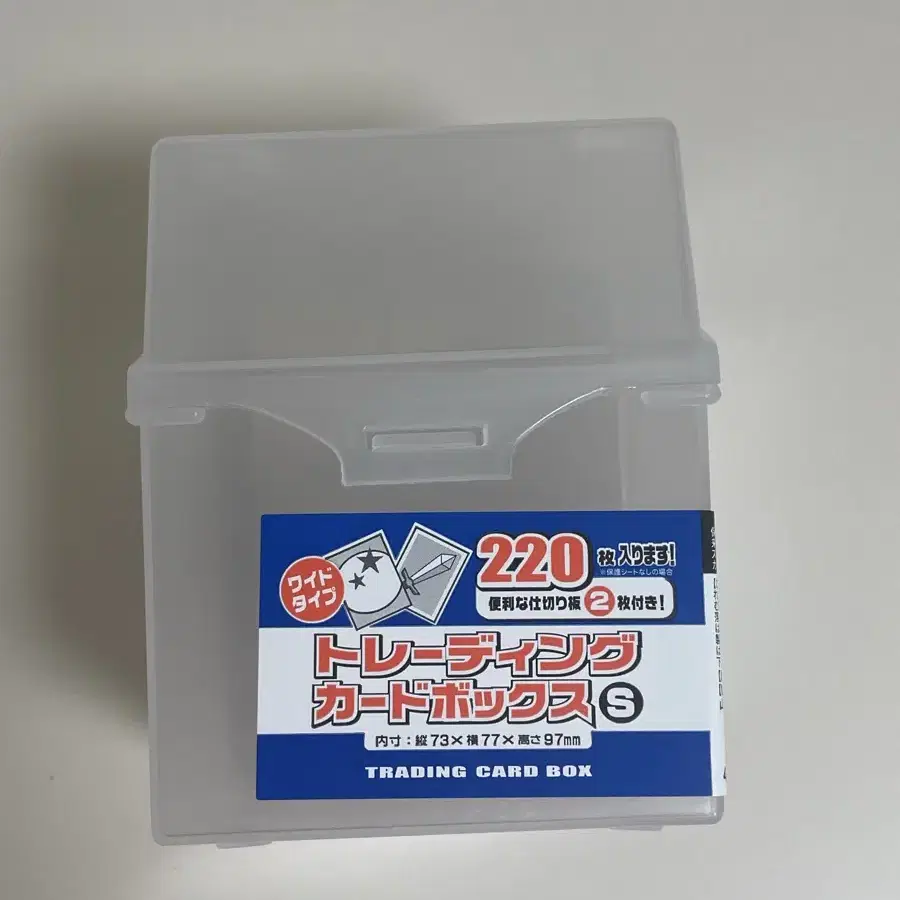 ワイド
タイプ
220枚入ります!
※保護シートなしの場合
便利な仕切り板2枚付き!
トレーディング
カードボックスS
内寸:縦73×横77×高さ97mm
TRADING CARD BOX